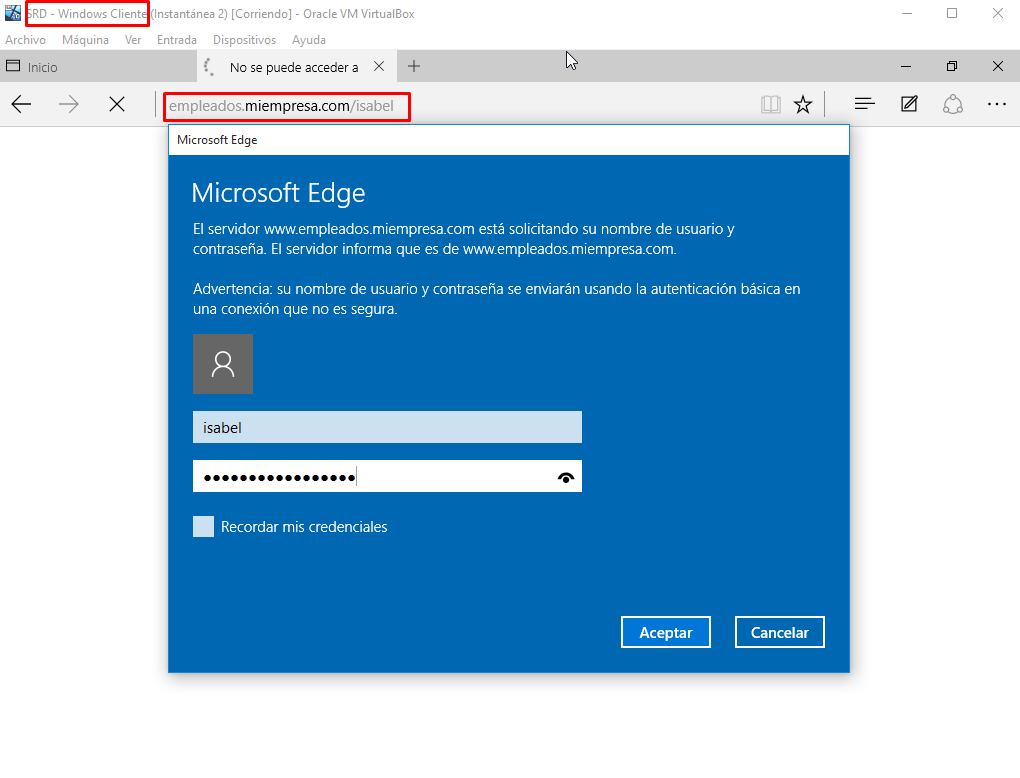 SRD - Windows Cliente (Instantánea 2) [Corriendo] - Oracle VM VirtualBox
Archivo Máquina Ver Entrada Dispositivos Ayuda
Inicio No se puede acceder a
empleados.miempresa.com/isabel
Microsoft Edge
Microsoft Edge
El servidor www.empleados.miempresa.com está solicitando su nombre de usuario y
contraseña. El servidor informa que es de www.empleados.miempresa.com.
Advertencia: su nombre de usuario y contraseña se enviarán usando la autenticación básica en
una conexión que no es segura.
isabel
•••••••••••••••••
Recordar mis credenciales
Aceptar Cancelar